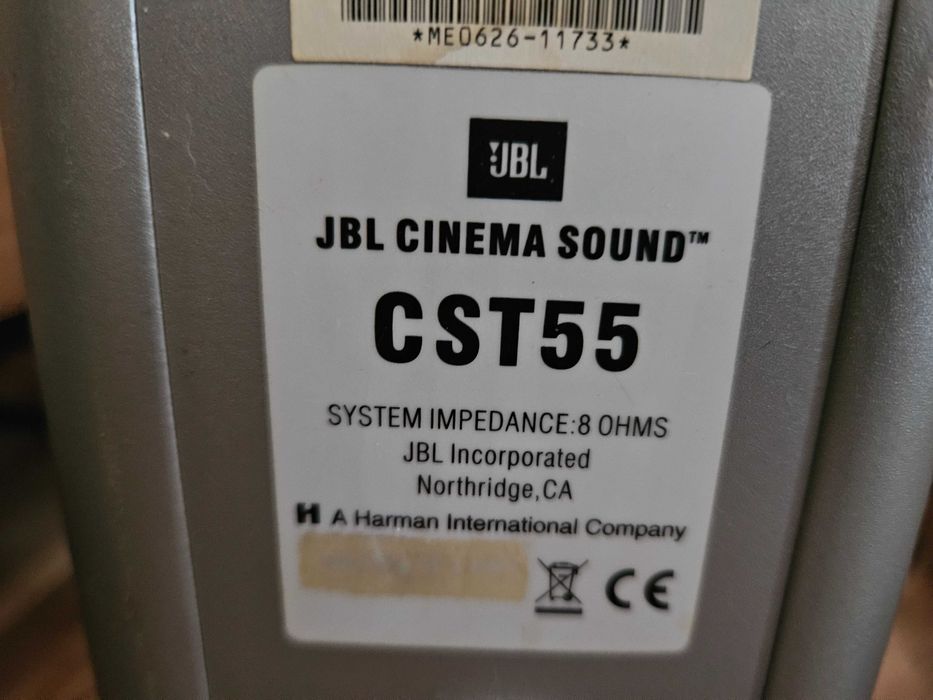 *ME0626-11733*
JBL
JBL CINEMA SOUND™
CST55
SYSTEM IMPEDANCE:8 OHMS
JBL Incorporated
Northridge,CA
H A Harman International Company
CE